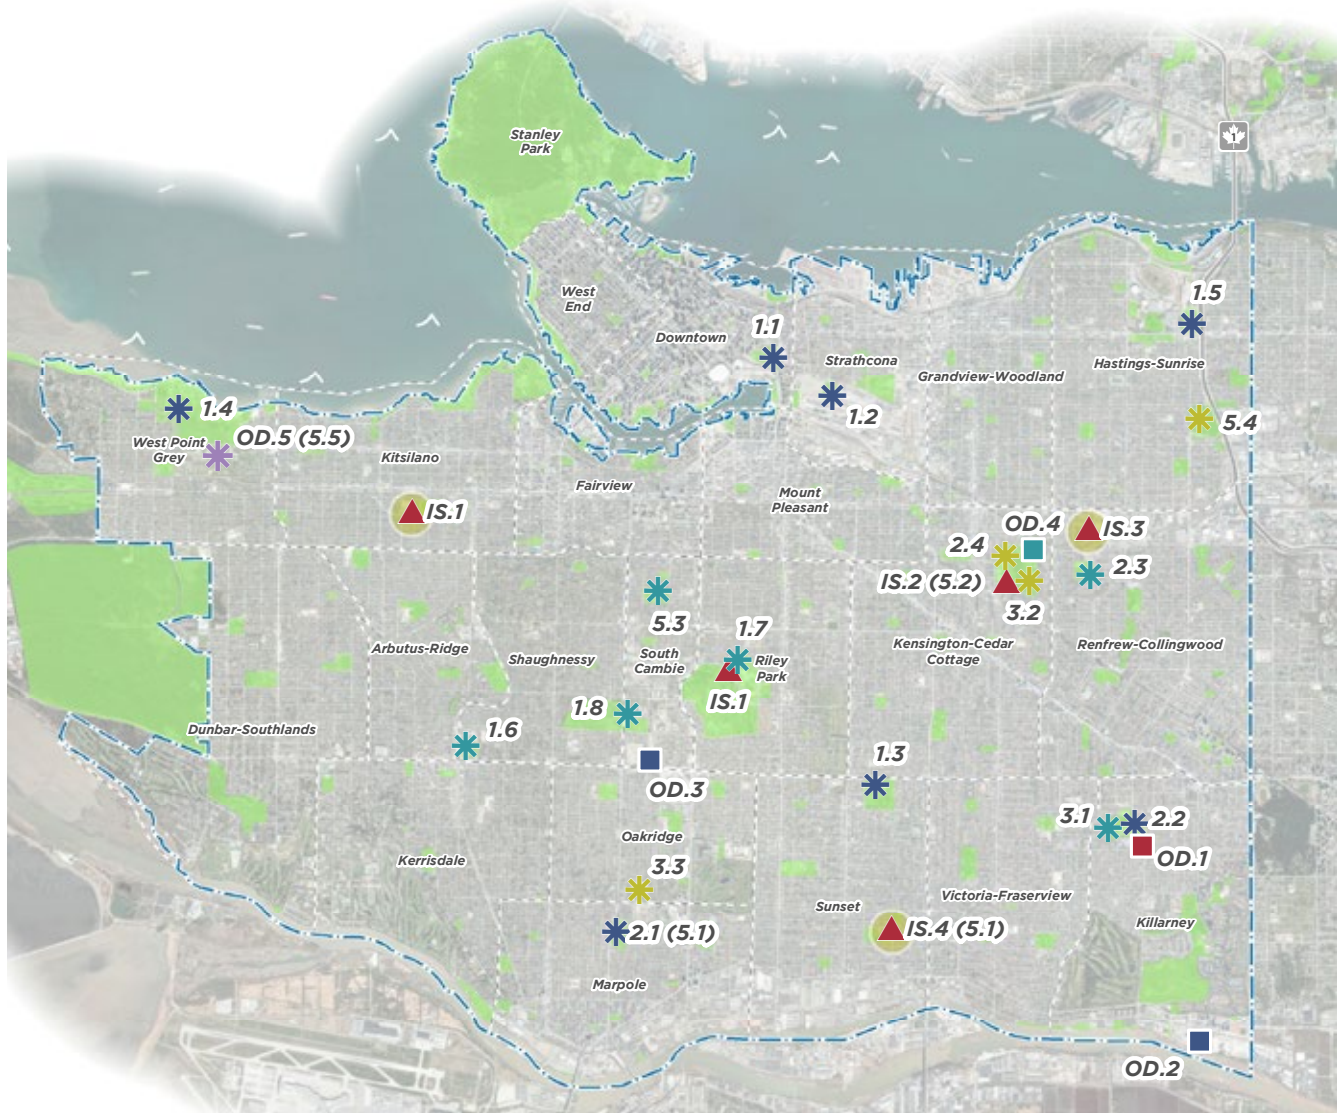 Stanley
Park
1
1.5
West
End
1.1
Downtown
Strathcona
Hastings-Sunrise
Grandview-Woodland
1.4
1.2
5.4
OD.5 (5.5)
West Point
Grey
Kitsilano
Fairview
Mount
Pleasant
IS.1
OD.4
IS.3
2.4
2.3
IS.2 (5.2)
3.2
5.3
1.7
Arbutus-Ridge
Shaughnessy
South
Cambie
Riley
Park
Kensington-Cedar
Cottage
Renfrew-Collingwood
IS.1
1.8
Dunbar-Southlands
1.6
1.3
OD.3
3.1
2.2
Oakridge
OD.1
Kerrisdale
3.3
Victoria-Fraserview
Sunset
Killarney
2.1 (5.1)
IS.4 (5.1)
Marpole
OD.2